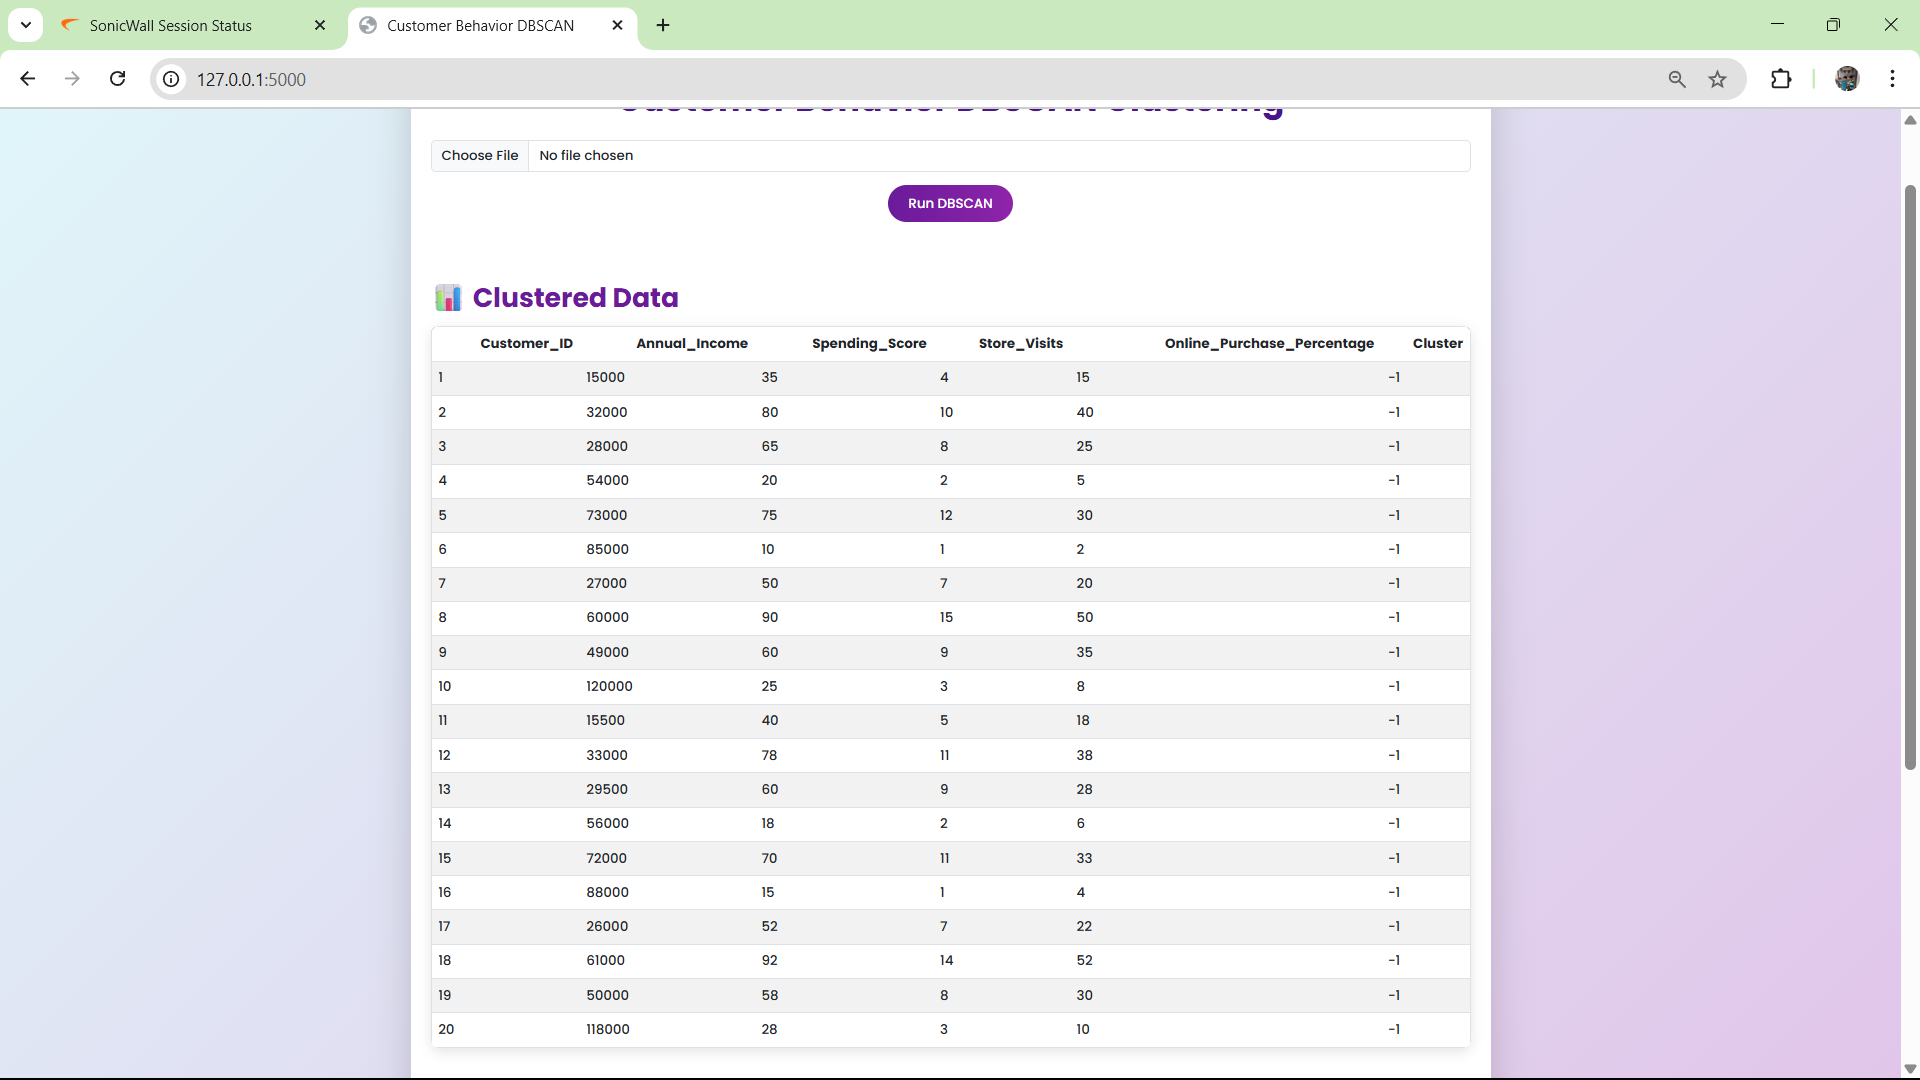 SonicWall Session Status
Customer Behavior DBSCAN
127.0.0.1:5000
Customer Behavior DBSCAN Clustering
Choose File No file chosen
Run DBSCAN
Clustered Data
Customer_ID Annual_Income Spending_Score Store_Visits Online_Purchase_Percentage Cluster
1 15000 35 4 15 -1
2 32000 80 10 40 -1
3 28000 65 8 25 -1
4 54000 20 2 5 -1
5 73000 75 12 30 -1
6 85000 10 1 2 -1
7 27000 50 7 20 -1
8 60000 90 15 50 -1
9 49000 60 9 35 -1
10 120000 25 3 8 -1
11 15500 40 5 18 -1
12 33000 78 11 38 -1
13 29500 60 9 28 -1
14 56000 18 2 6 -1
15 72000 70 11 33 -1
16 88000 15 1 4 -1
17 26000 52 7 22 -1
18 61000 92 14 52 -1
19 50000 58 8 30 -1
20 118000 28 3 10 -1